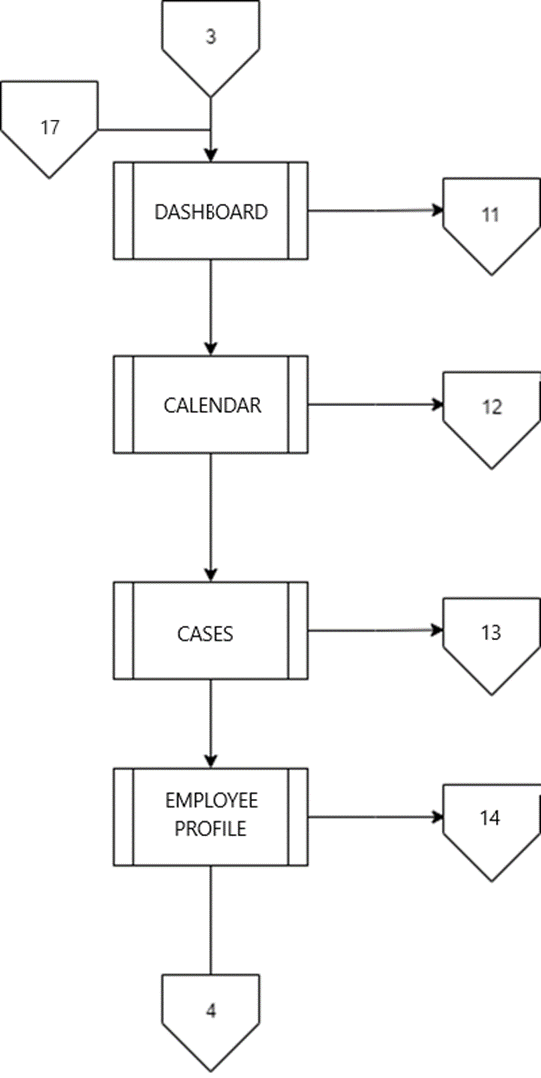 3
17
DASHBOARD
11
CALENDAR
12
CASES
13
EMPLOYEE
PROFILE
14
4